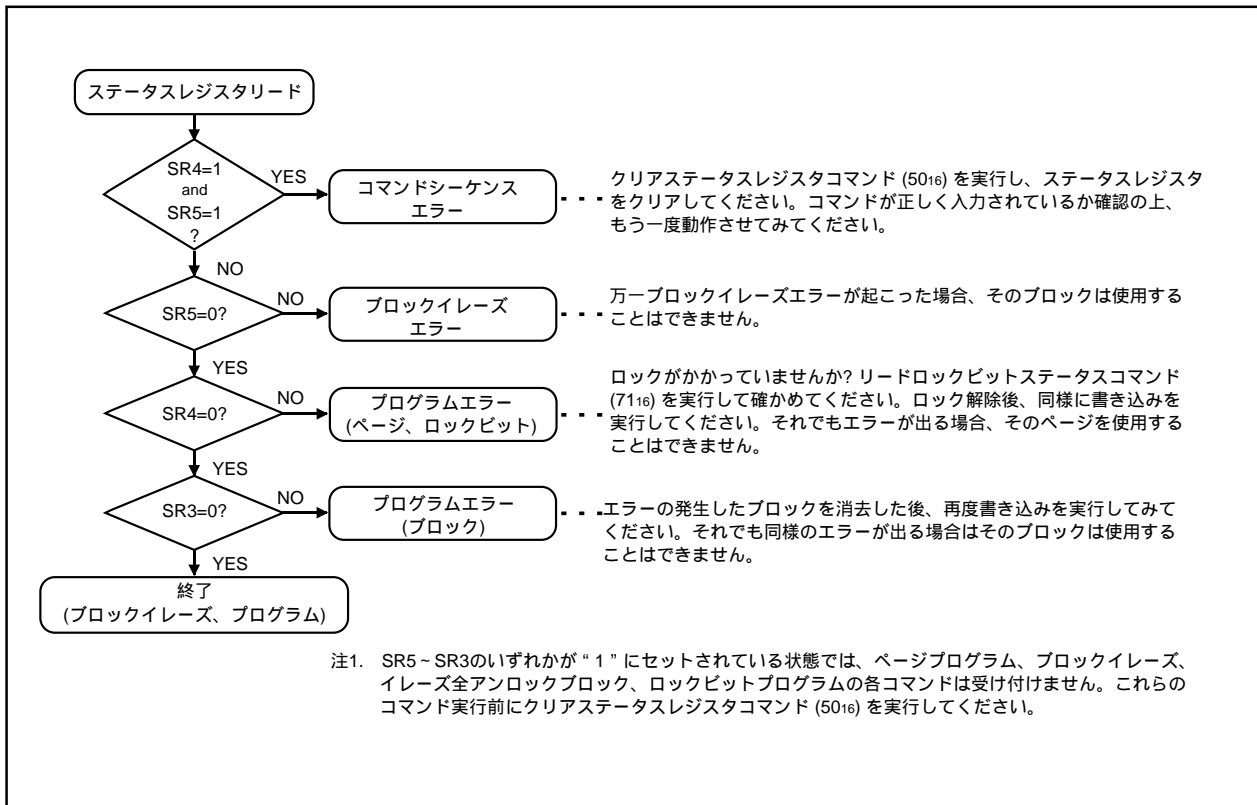 ステータスレジスタリード
SR4=1
and
SR5=1
?
YES
コマンドシーケンス
エラー
クリアステータスレジスタコマンド (5016) を実行し、ステータスレジスタ
をクリアしてください。コマンドが正しく入力されているか確認の上、
もう一度動作させてみてください。
NO
SR5=0?
NO
ブロックイレーズ
エラー
万一ブロックイレーズエラーが起こった場合、そのブロックは使用する
ことはできません。
YES
SR4=0?
NO
プログラムエラー
(ページ、ロックビット)
ロックがかかっていませんか? リードロックビットステータスコマンド
(7116) を実行して確かめてください。ロック解除後、同様に書き込みを
実行してください。それでもエラーが出る場合、そのページを使用する
ことはできません。
YES
SR3=0?
NO
プログラムエラー
(ブロック)
エラーの発生したブロックを消去した後、再度書き込みを実行してみて
ください。それでも同様のエラーが出る場合はそのブロックは使用する
ことはできません。
YES
終了
(ブロックイレーズ、プログラム)
注1. SR5~SR3のいずれかが “ 1 ” にセットされている状態では、ページプログラム、ブロックイレーズ、
イレーズ全アンロックブロック、ロックビットプログラムの各コマンドは受け付けません。これらの
コマンド実行前にクリアステータスレジスタコマンド (5016) を実行してください。